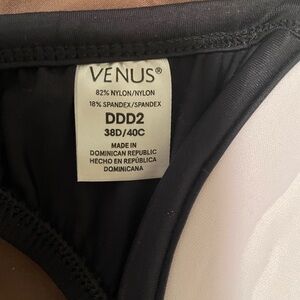 VENUS®
82% NYLON/NYLON
18% SPANDEX/SPANDEX
DDD2
38D/40C
MADE IN
DOMINICAN REPUBLIC
HECHO EN REPÚBLICA
DOMINICANA